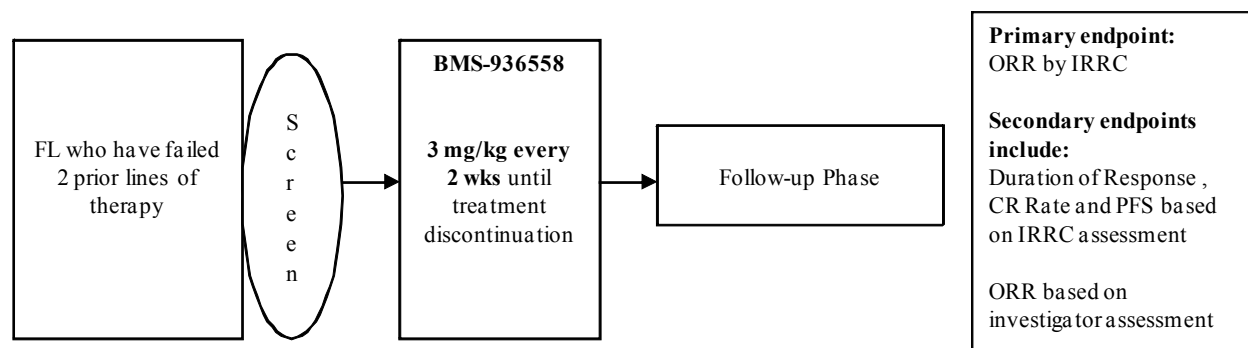 FL who have failed
2 prior lines of
therapy
Screen
BMS-936558
3 mg/kg every
2 wks until
treatment
discontinuation
Follow-up Phase
Primary endpoint:
ORR by IRRC
Secondary endpoints
include:
Duration of Response ,
CR Rate and PFS based
on IRRC assessment
ORR based on
investigator assessment